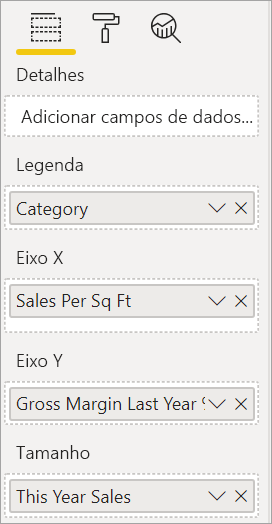 Detalhes
Adicionar campos de dados...
Legenda
Category
Eixo X
Sales Per Sq Ft
Eixo Y
Gross Margin Last Year
Tamanho
This Year Sales